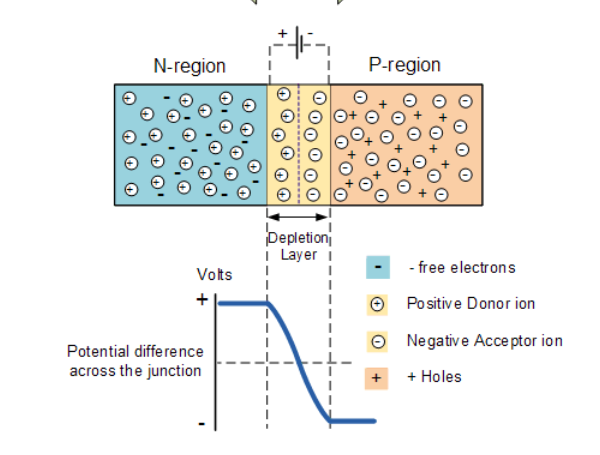 + -
N-region
P-region
Depletion
Layer
Volts
+
Potential difference
across the junction
-
- - free electrons
+ Positive Donor ion
- Negative Acceptor ion
+ + Holes